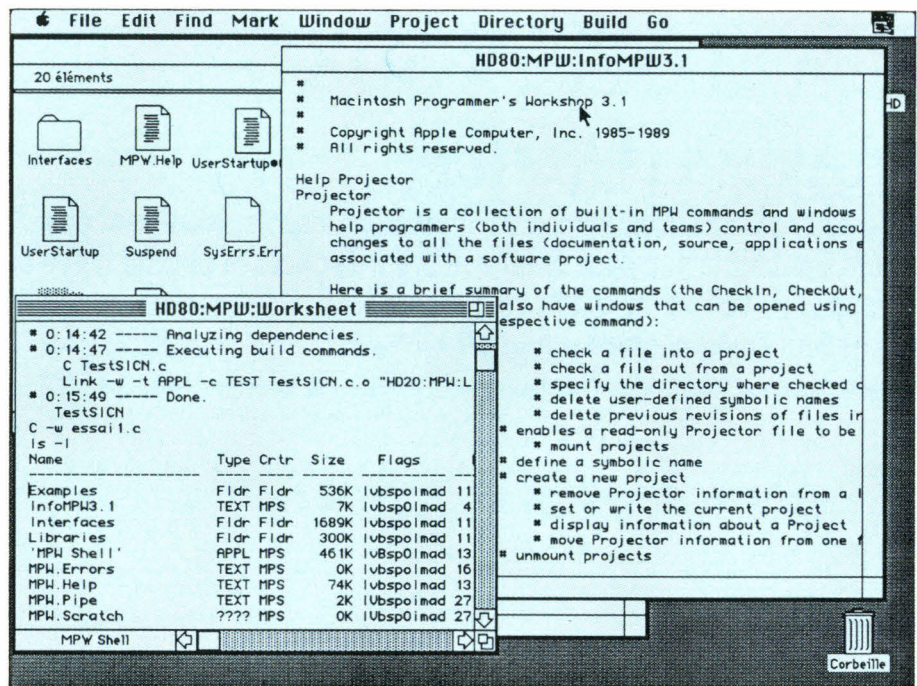 File Edit Find Mark Window Project Directory Build Go
20 éléments
Interfaces
MPW.Help
UserStartup•
UserStartup
Suspend
SysErrs.Err
HD
HD80:MPW:InfoMPW3.1
#
# Macintosh Programmer's Workshop 3.1
#
# Copyright Apple Computer, Inc. 1985-1989
# All rights reserved.
Help Projector
Projector
Projector is a collection of built-in MPW commands and windows
help programmers (both individuals and teams) control and accou
changes to all the files (documentation, source, applications e
associated with a software project.
Here is a brief summary of the commands (the CheckIn, CheckOut,
also have windows that can be opened using
espective command):
# check a file into a project
# check a file out from a project
# specify the directory where checked o
# delete user-defined symbolic names
# delete previous revisions of files in
# enables a read-only Projector file to be
# mount projects
# define a symbolic name
# create a new project
# remove Projector information from a
# set or write the current project
# display information about a Project
# move Projector information from one f
# unmount projects
HD80:MPW:Worksheet
# 0:14:42 ----- Analyzing dependencies.
# 0:14:47 ----- Executing build commands.
C TestSICN.c
Link -w -t APPL -c TEST TestSICN.c.o "HD20:MPW:L
# 0:15:49 ----- Done.
TestSICN
C -w essai1.c
ls -l
Name Type Crtr Size Flags
Examples Fldr Fldr 536K lvbspolmad 11
InfoMPW3.1 TEXT MPS 7K lvbspOlmad 4
Interfaces Fldr Fldr 1689K lvbspolmad 11
Libraries Fldr Fldr 300K lvbspolmad 11
'MPW Shell' APPL MPS 461K lvBspOlmad 13
MPW.Errors TEXT MPS 0K lVbspolmad 16
MPW.Help TEXT MPS 74K lvbspolmad 13
MPW.Pipe TEXT MPS 2K lVbspoimad 27
MPW.Scratch ???? MPS 0K lVbspOimad 27
MPW Shell
Corbeille